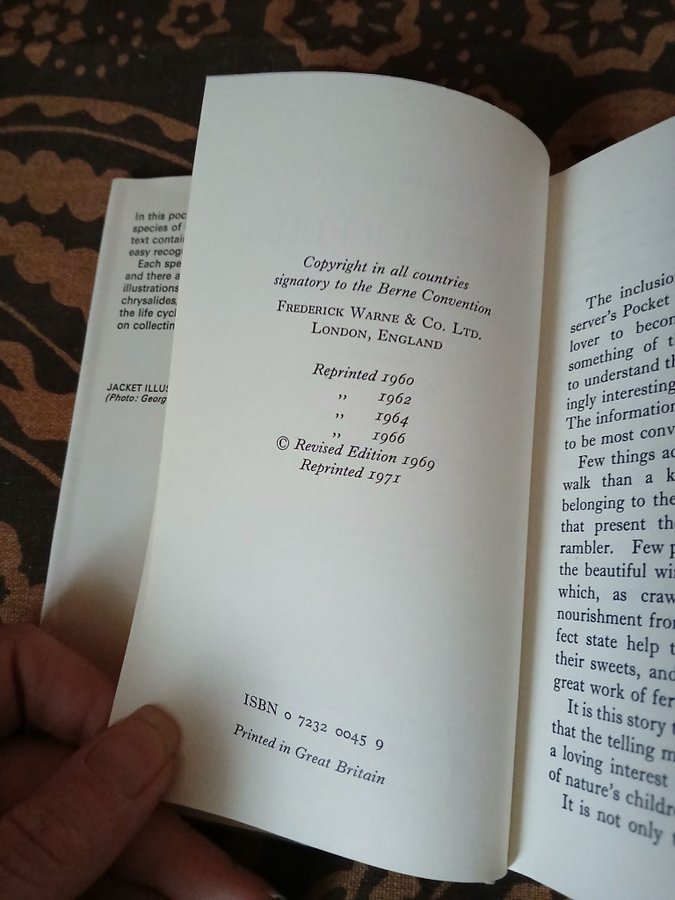 In this poc
species of
text contai
easy recog
Each spe
and there a
illustrations
chrysalides,
the life cycl
on collectin
JACKET ILLUS
(Photo: Georg
Copyright in all countries
signatory to the Berne Convention
Frederick Warne & Co. Ltd.
London, England
Reprinted 1960
,, 1962
,, 1964
,, 1966
© Revised Edition 1969
Reprinted 1971
ISBN 0 7232 0045 9
Printed in Great Britain
The inclusio
server's Pocket
lover to becom
something of th
to understand th
ingly interesting
The information
to be most conv
Few things ad
walk than a k
belonging to the
that present the
rambler. Few p
the beautiful wi
which, as craw
nourishment from
fect state help t
their sweets, and
great work of fer
It is this story t
that the telling m
a loving interest
of nature's childre
It is not only t